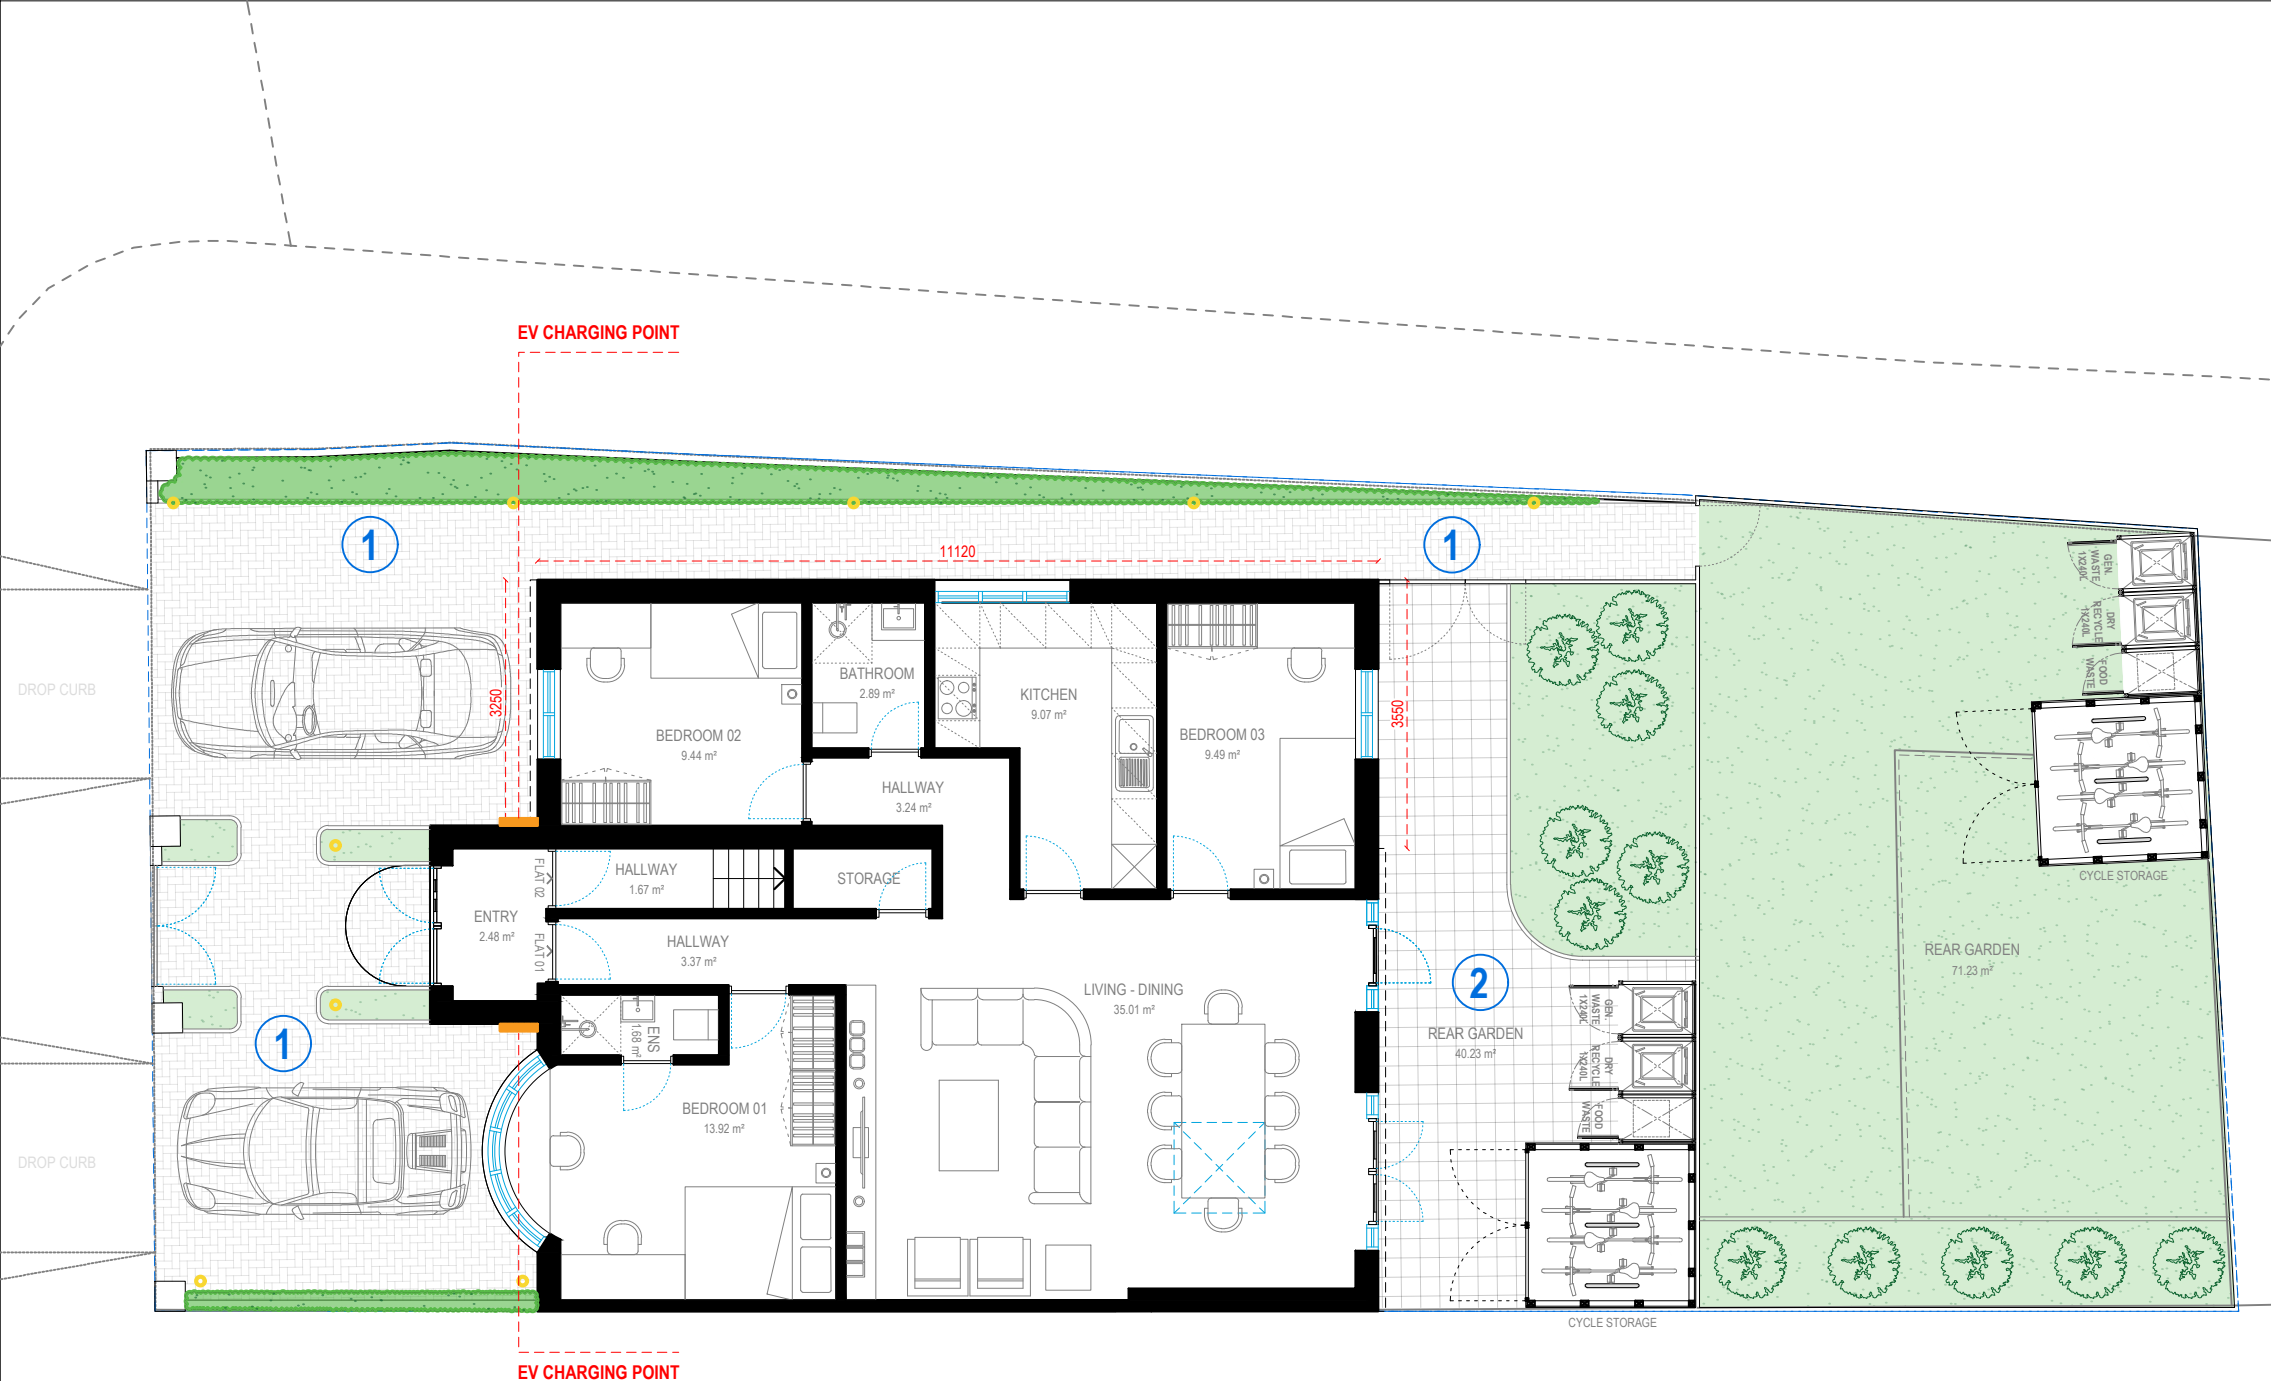 EV CHARGING POINT
1
1
11120
DROP CURB
3250
BEDROOM 02
9.44 m²
BATHROOM
2.89 m²
KITCHEN
9.07 m²
BEDROOM 03
9.49 m²
3550
HALLWAY
3.24 m²
GEN.
WASTE
1X240L
DRY
RECYCLE
1X240L
FOOD
WASTE
CYCLE STORAGE
FLAT 02
HALLWAY
1.67 m²
STORAGE
ENTRY
2.48 m²
FLAT 01
HALLWAY
3.37 m²
LIVING - DINING
35.01 m²
REAR GARDEN
71.23 m²
2
REAR GARDEN
40.23 m²
GEN.
WASTE
1X240L
DRY
RECYCLE
1X240L
FOOD
WASTE
1
ENS
1.68 m²
BEDROOM 01
13.92 m²
DROP CURB
CYCLE STORAGE
EV CHARGING POINT